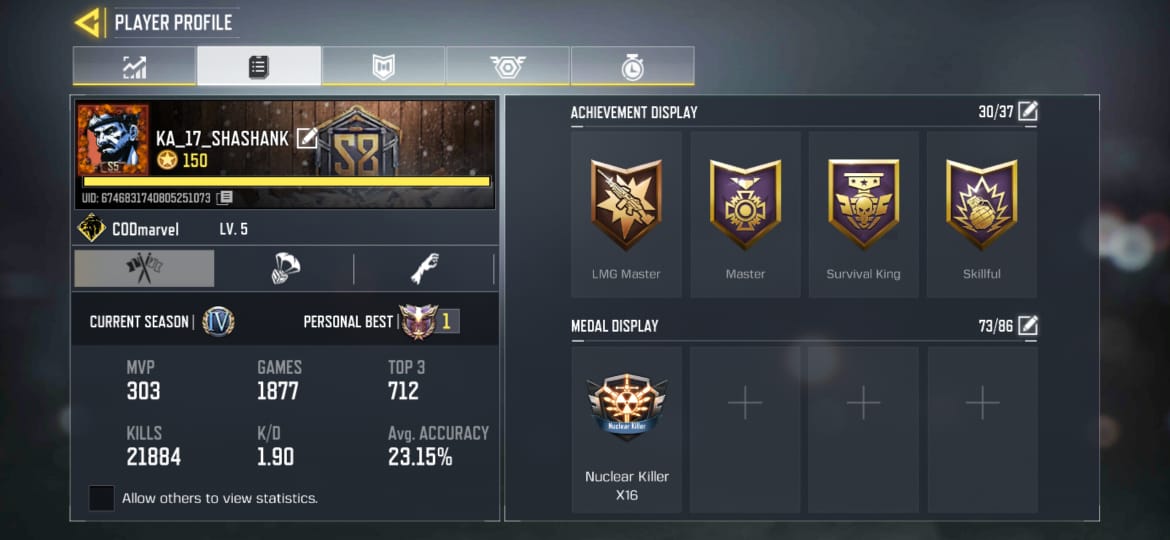 PLAYER PROFILE
KA_17_SHASHANK
150
S8
S5
UID: 6746831740805251073
CODmarvel LV. 5
CURRENT SEASON | IV PERSONAL BEST | 1
MVP GAMES TOP 3
303 1877 712
KILLS K/D Avg. ACCURACY
21884 1.90 23.15%
Allow others to view statistics.
ACHIEVEMENT DISPLAY 30/37
LMG Master Master Survival King Skillful
MEDAL DISPLAY 73/86
Nuclear Killer
Nuclear Killer
X16